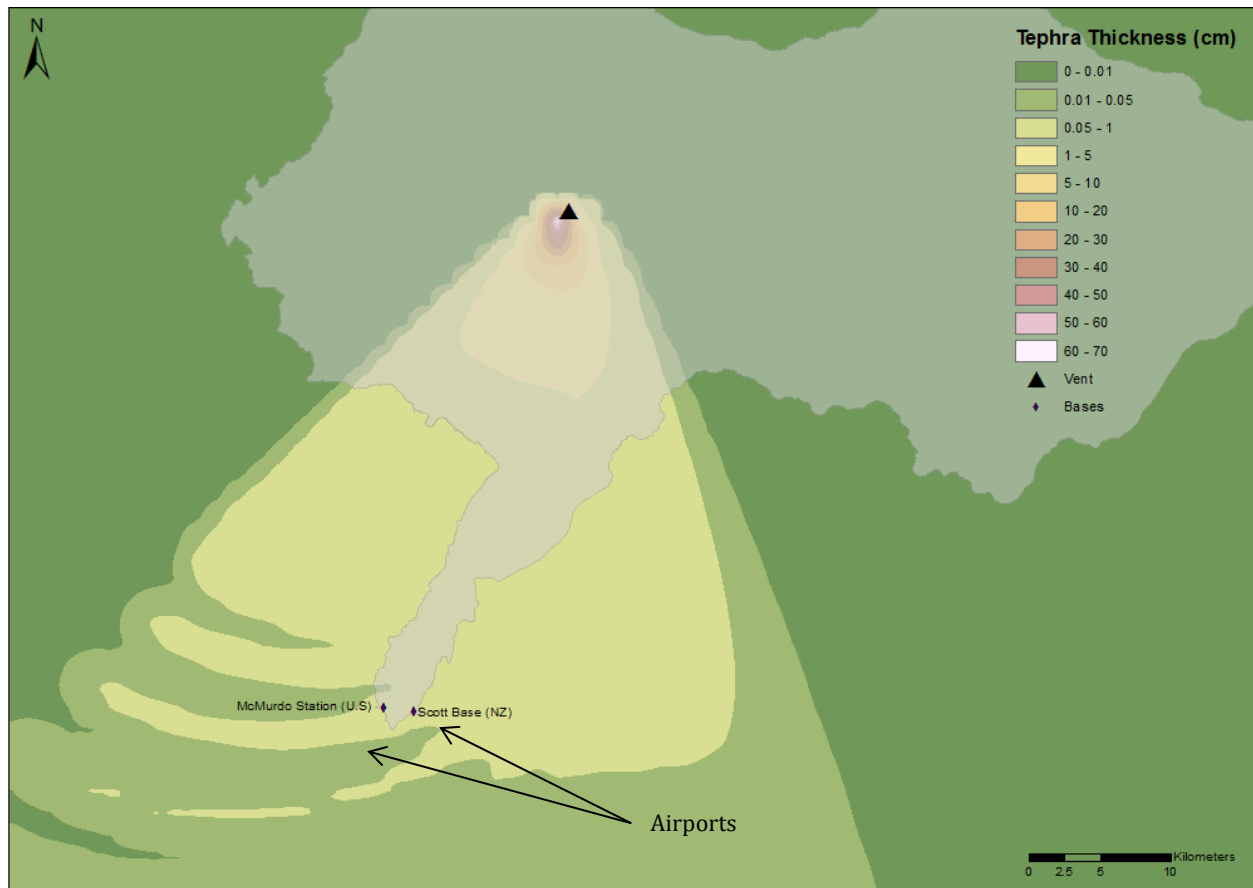 N
Tephra Thickness (cm)
0 - 0.01
0.01 - 0.05
0.05 - 1
1 - 5
5 - 10
10 - 20
20 - 30
30 - 40
40 - 50
50 - 60
60 - 70
Vent
Bases
McMurdo Station (U.S)
Scott Base (NZ)
Airports
Kilometers
0 2.5 5 10